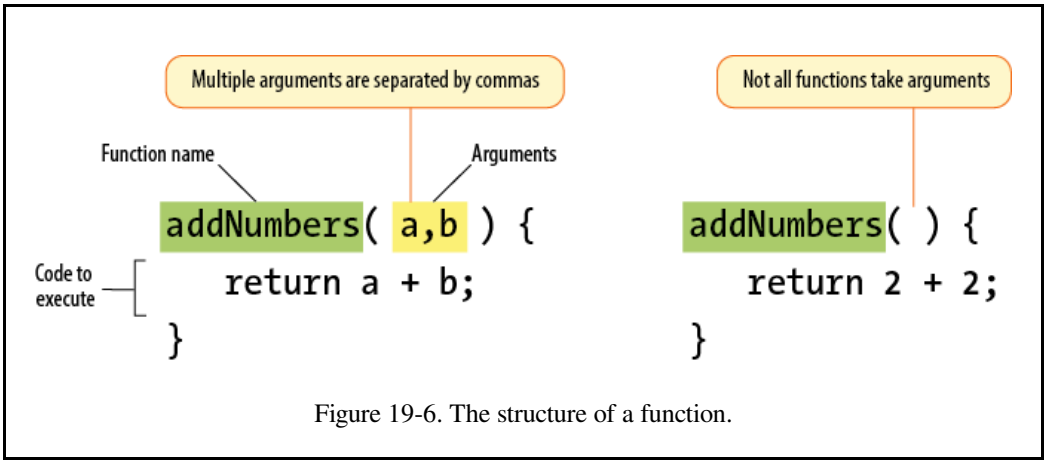 Multiple arguments are separated by commas
Not all functions take arguments
Function name
Arguments
addNumbers( a,b ) {
addNumbers( ) {
Code to
execute
return a + b;
return 2 + 2;
}
}
Figure 19-6. The structure of a function.